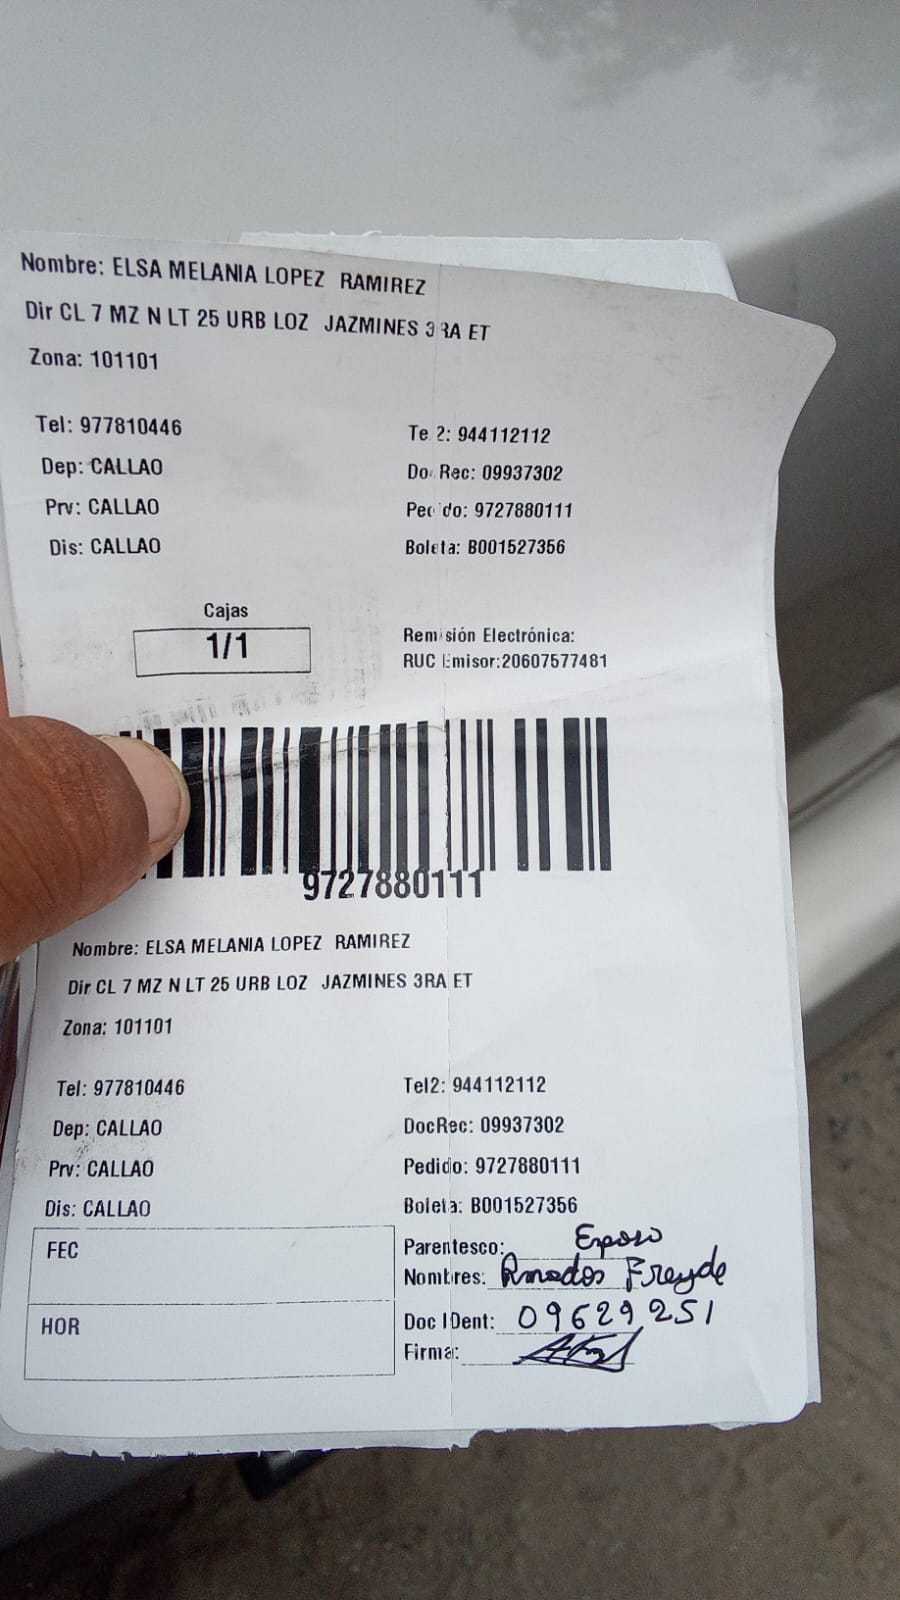 Nombre: ELSA MELANIA LOPEZ RAMIREZ
Dir CL 7 MZ N LT 25 URB LOZ JAZMINES 3RA ET
Zona: 101101
Tel: 977810446
Te 2: 944112112
Dep: CALLAO
Do Rec: 09937302
Prv: CALLAO
Pedido: 9727880111
Dis: CALLAO
Boleta: B001527356
Cajas
1/1
Remisión Electrónica:
RUC Emisor:20607577481
9727880111
Nombre: ELSA MELANIA LOPEZ RAMIREZ
Dir CL 7 MZ N LT 25 URB LOZ JAZMINES 3RA ET
Zona: 101101
Tel: 977810446
Tel2: 944112112
Dep: CALLAO
DocRec: 09937302
Prv: CALLAO
Pedido: 9727880111
Dis: CALLAO
Boleta: B001527356
FEC
HOR
Parentesco: Esposo
Nombres: Freyde
Doc IDent: 09629251
Firma: